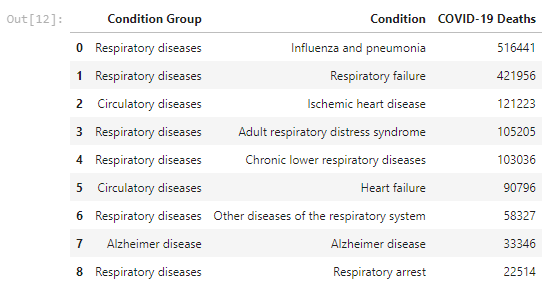 Out[12]:
Condition Group Condition COVID-19 Deaths
0 Respiratory diseases Influenza and pneumonia 516441
1 Respiratory diseases Respiratory failure 421956
2 Circulatory diseases Ischemic heart disease 121223
3 Respiratory diseases Adult respiratory distress syndrome 105205
4 Respiratory diseases Chronic lower respiratory diseases 103036
5 Circulatory diseases Heart failure 90796
6 Respiratory diseases Other diseases of the respiratory system 58327
7 Alzheimer disease Alzheimer disease 33346
8 Respiratory diseases Respiratory arrest 22514